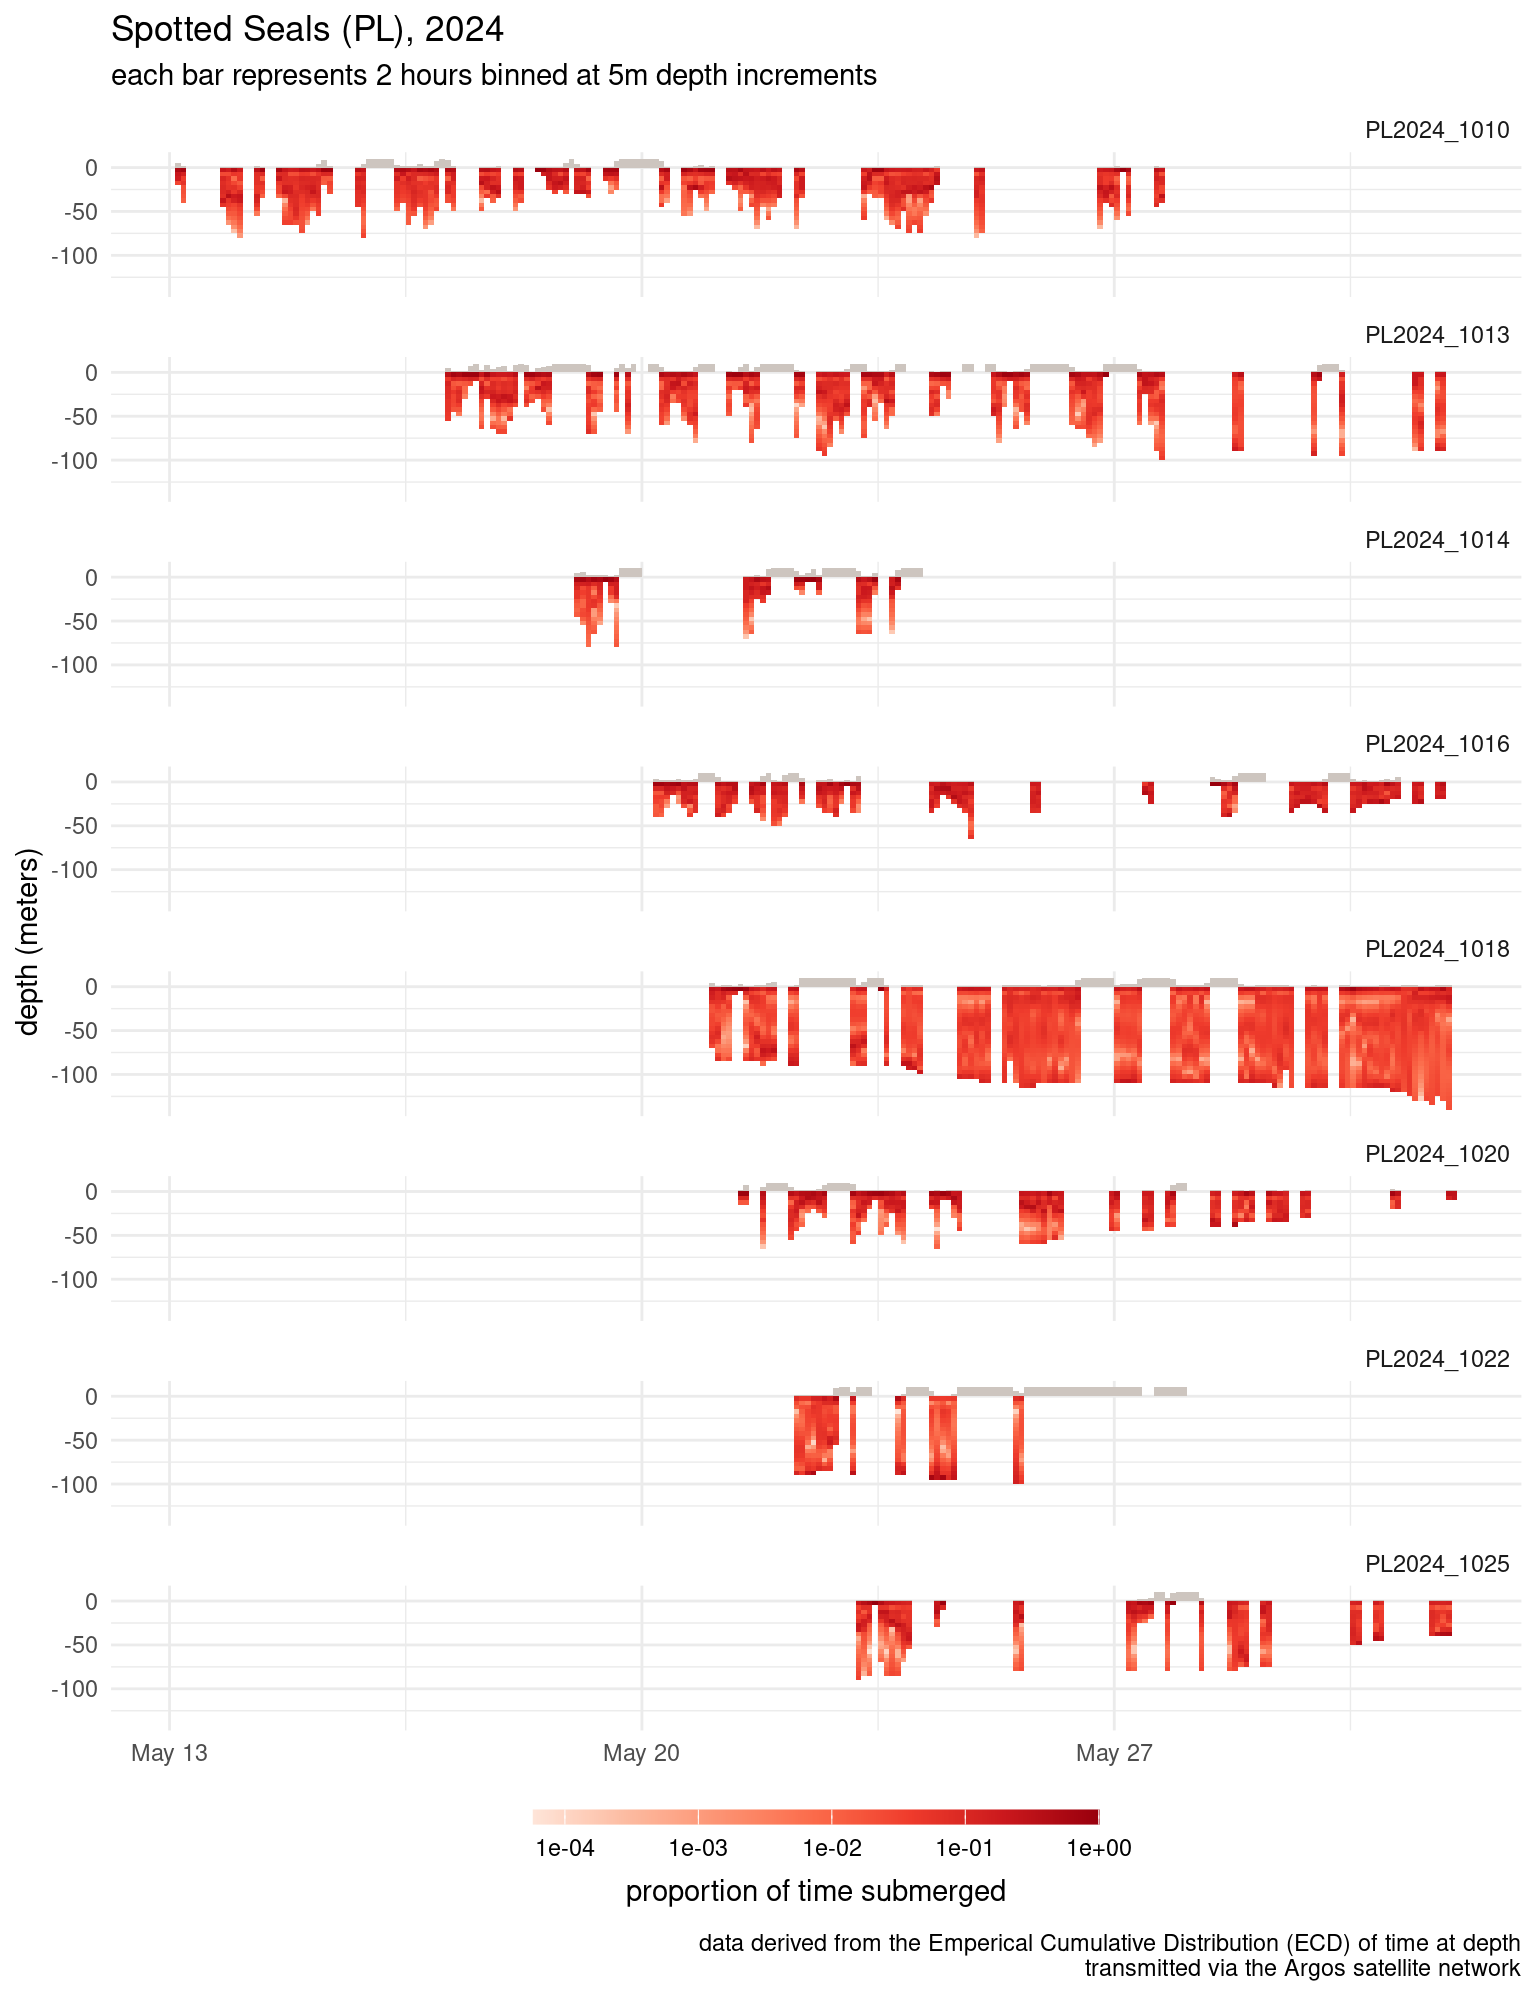 Spotted Seals (PL), 2024
each bar represents 2 hours binned at 5m depth increments
PL2024_1010
0
-50
-100
PL2024_1013
0
-50
-100
PL2024_1014
0
-50
-100
PL2024_1016
0
-50
-100
PL2024_1018
0
-50
-100
PL2024_1020
0
-50
-100
PL2024_1022
0
-50
-100
PL2024_1025
0
-50
-100
depth (meters)
May 13 May 20 May 27
1e-04 1e-03 1e-02 1e-01 1e+00
proportion of time submerged
data derived from the Emperical Cumulative Distribution (ECD) of time at depth
transmitted via the Argos satellite network